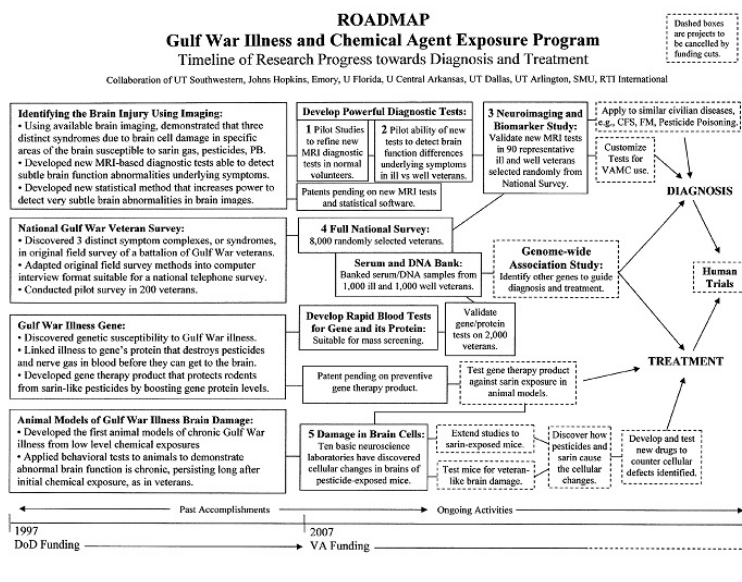 ROADMAP
Gulf War Illness and Chemical Agent Exposure Program
Timeline of Research Progress towards Diagnosis and Treatment
Collaboration of UT Southwestern, Johns Hopkins, Emory, U Florida, U Central Arkansas, UT Dallas, UT Arlington, SMU, RTI International
Dashed boxes
are projects to
be cancelled by
funding cuts.
Identifying the Brain Injury Using Imaging:
• Using available brain imaging, demonstrated that three
distinct syndromes due to brain cell damage in specific
areas of the brain susceptible to sarin gas, pesticides, PB.
• Developed new MRI-based diagnostic tests able to detect
subtle brain function abnormalities underlying symptoms.
• Developed new statistical method that increases power to
detect very subtle brain abnormalities in brain images.
Develop Powerful Diagnostic Tests:
1 Pilot Studies
to refine new
MRI diagnostic
tests in normal
volunteers.
2 Pilot ability of new
tests to detect brain
function differences
underlying symptoms
in ill vs well veterans.
Patents pending on new MRI tests
and statistical software.
3 Neuroimaging and
Biomarker Study:
Validate new MRI tests
in 90 representative
ill and well veterans
selected randomly from
National Survey.
Apply to similar civilian diseases,
e.g., CFS, FM, Pesticide Poisoning.
Customize
Tests for
VAMC use.
DIAGNOSIS
National Gulf War Veteran Survey:
• Discovered 3 distinct symptom complexes, or syndromes,
in original field survey of a battalion of Gulf War veterans.
• Adapted original field survey methods into computer
interview format suitable for a national telephone survey.
• Conducted pilot survey in 200 veterans.
4 Full National Survey:
8,000 randomly selected veterans.
Serum and DNA Bank:
Banked serum/DNA samples from
1,000 ill and 1,000 well veterans.
Genome-wide
Association Study:
Identify other genes to guide
diagnosis and treatment.
Human
Trials
Gulf War Illness Gene:
• Discovered genetic susceptibility to Gulf War illness.
• Linked illness to gene's protein that destroys pesticides
and nerve gas in blood before they can get to the brain.
• Developed gene therapy product that protects rodents
from sarin-like pesticides by boosting gene protein levels.
Develop Rapid Blood Tests
for Gene and its Protein:
Suitable for mass screening.
Validate
gene/protein
tests on 2,000
veterans.
Patent pending on preventive
gene therapy product.
Test gene therapy product
against sarin exposure in
animal models.
TREATMENT
Animal Models of Gulf War Illness Brain Damage:
• Developed the first animal models of chronic Gulf War
illness from low level chemical exposures
• Applied behavioral tests to animals to demonstrate
abnormal brain function is chronic, persisting long after
initial chemical exposure, as in veterans.
5 Damage in Brain Cells:
Ten basic neuroscience
laboratories have discovered
cellular changes in brains of
pesticide-exposed mice.
Extend studies to
sarin-exposed mice.
Test mice for veteran-
like brain damage.
Discover how
pesticides and
sarin cause
the cellular
changes.
Develop and test
new drugs to
counter cellular
defects identified.
Past Accomplishments
Ongoing Activities
1997
2007
DoD Funding
VA Funding